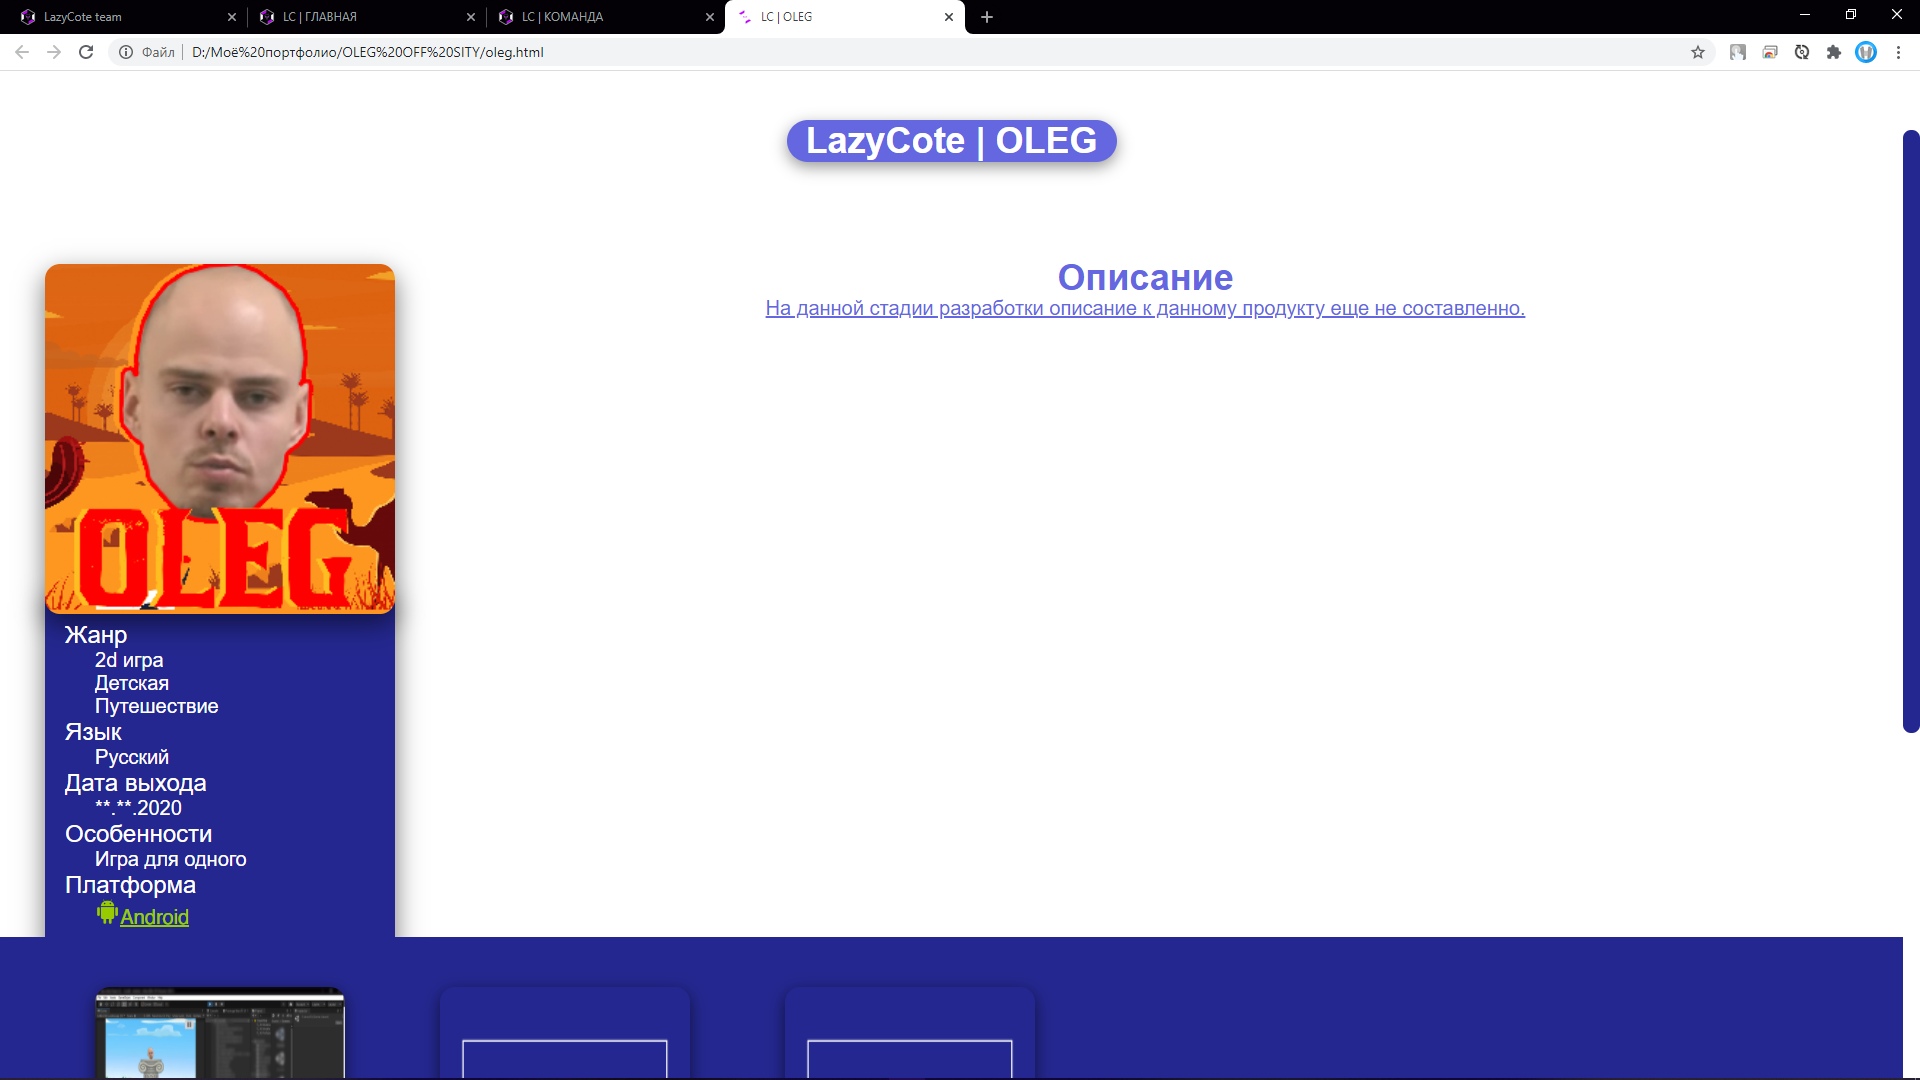 LazyCote team
LC | ГЛАВНАЯ
LC | КОМАНДА
LC | OLEG
Файл
D:/Моё%20портфолио/OLEG%20OFF%20SITY/oleg.html
LazyCote | OLEG
OLEG
Жанр
2d игра
Детская
Путешествие
Язык
Русский
Дата выхода
**.**.2020
Особенности
Игра для одного
Платформа
Android
Описание
На данной стадии разработки описание к данному продукту еще не составленно.